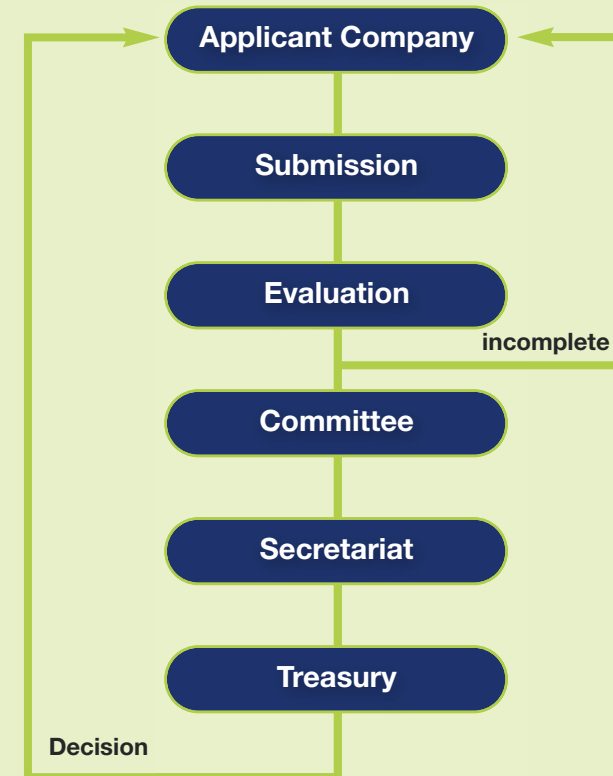 Applicant Company
Submission
Evaluation
incomplete
Committee
Secretariat
Treasury
Decision